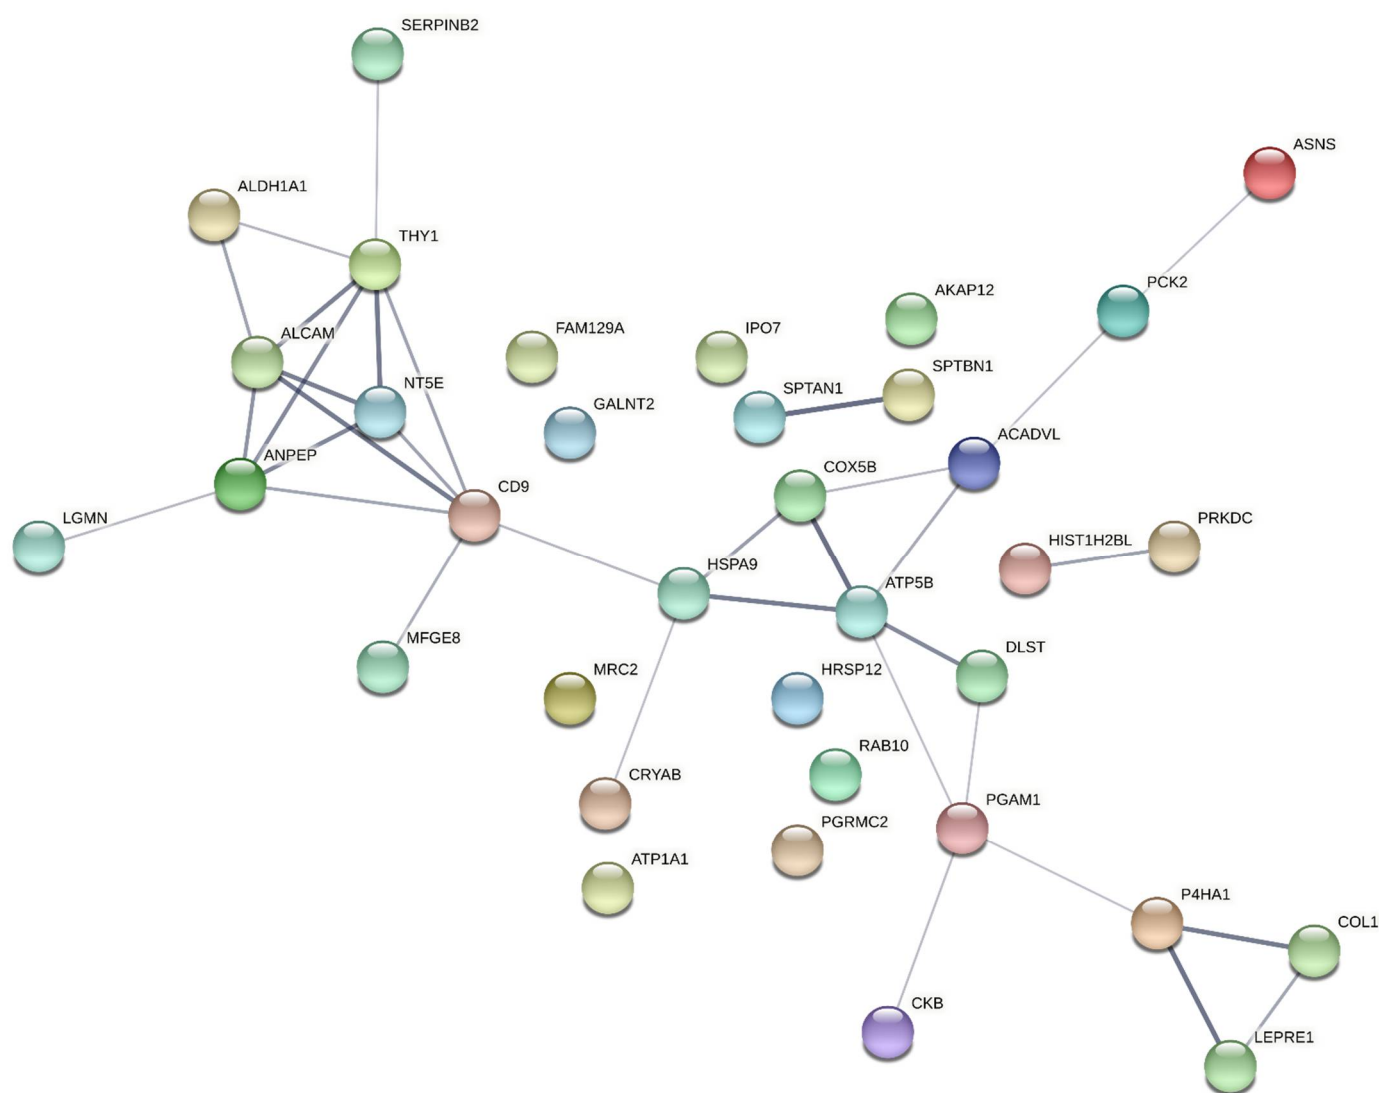 SERPINB2
ASNS
ALDH1A1
THY1
PCK2
AKAP12
ALCAM
FAM129A
IPO7
SPTBN1
NT5E
SPTAN1
GALNT2
ACADVL
ANPEP
COX5B
CD9
LGMN
PRKDC
HIST1H2BL
HSPA9
ATP5B
MFGE8
DLST
MRC2
HRSP12
RAB10
CRYAB
PGAM1
PGRMC2
ATP1A1
P4HA1
COL1
CKB
LEPRE1